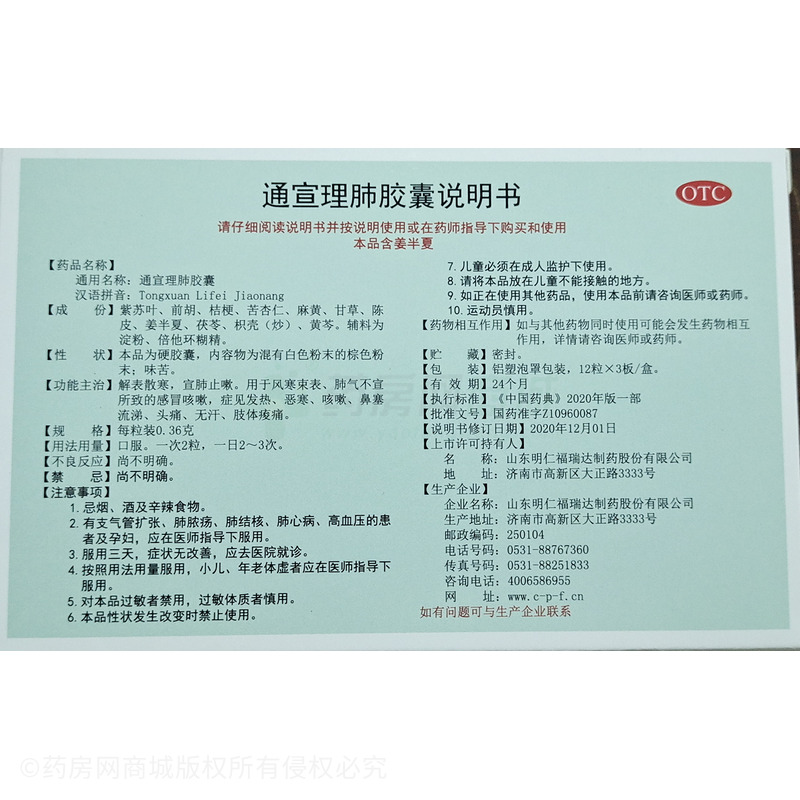 通宣理肺胶囊说明书
OTC
请仔细阅读说明书并按说明使用或在药师指导下购买和使用
本品含姜半夏
【药品名称】
通用名称：通宣理肺胶囊
汉语拼音：Tongxuan Lifei Jiaonang
【成 份】紫苏叶、前胡、桔梗、苦杏仁、麻黄、甘草、陈
皮、姜半夏、茯苓、枳壳（炒）、黄芩。辅料为
淀粉、倍他环糊精。
【性 状】本品为硬胶囊，内容物为混有白色粉末的棕色粉
末；味苦。
【功能主治】解表散寒，宣肺止嗽。用于风寒束表、肺气不宣
所致的感冒咳嗽，症见发热、恶寒、咳嗽、鼻塞
流涕、头痛、无汗、肢体痠痛。
【规 格】每粒装0.36克
【用法用量】口服。一次2粒，一日2～3次。
【不良反应】尚不明确。
【禁 忌】尚不明确。
【注意事项】
1. 忌烟、酒及辛辣食物。
2. 有支气管扩张、肺脓疡、肺结核、肺心病、高血压的患
者及孕妇，应在医师指导下服用。
3. 服用三天，症状无改善，应去医院就诊。
4. 按照用法用量服用，小儿、年老体虚者应在医师指导下
服用。
5. 对本品过敏者禁用，过敏体质者慎用。
6. 本品性状发生改变时禁止使用。
7. 儿童必须在成人监护下使用。
8. 请将本品放在儿童不能接触的地方。
9. 如正在使用其他药品，使用本品前请咨询医师或药师。
10. 运动员慎用。
【药物相互作用】如与其他药物同时使用可能会发生药物相互
作用，详情请咨询医师或药师。
【贮 藏】密封。
【包 装】铝塑泡罩包装，12粒×3板/盒。
【有 效 期】24个月
【执行标准】《中国药典》2020年版一部
【批准文号】国药准字Z10960087
【说明书修订日期】2020年12月01日
【上市许可持有人】
名 称：山东明仁福瑞达制药股份有限公司
地 址：济南市高新区大正路3333号
【生产企业】
企业名称：山东明仁福瑞达制药股份有限公司
生产地址：济南市高新区大正路3333号
邮政编码：250104
电话号码：0531-88767360
传真号码：0531-88251833
咨询电话：4006586955
网 址：www.c-p-f.cn
如有问题可与生产企业联系
©药房网商城版权所有侵权必究